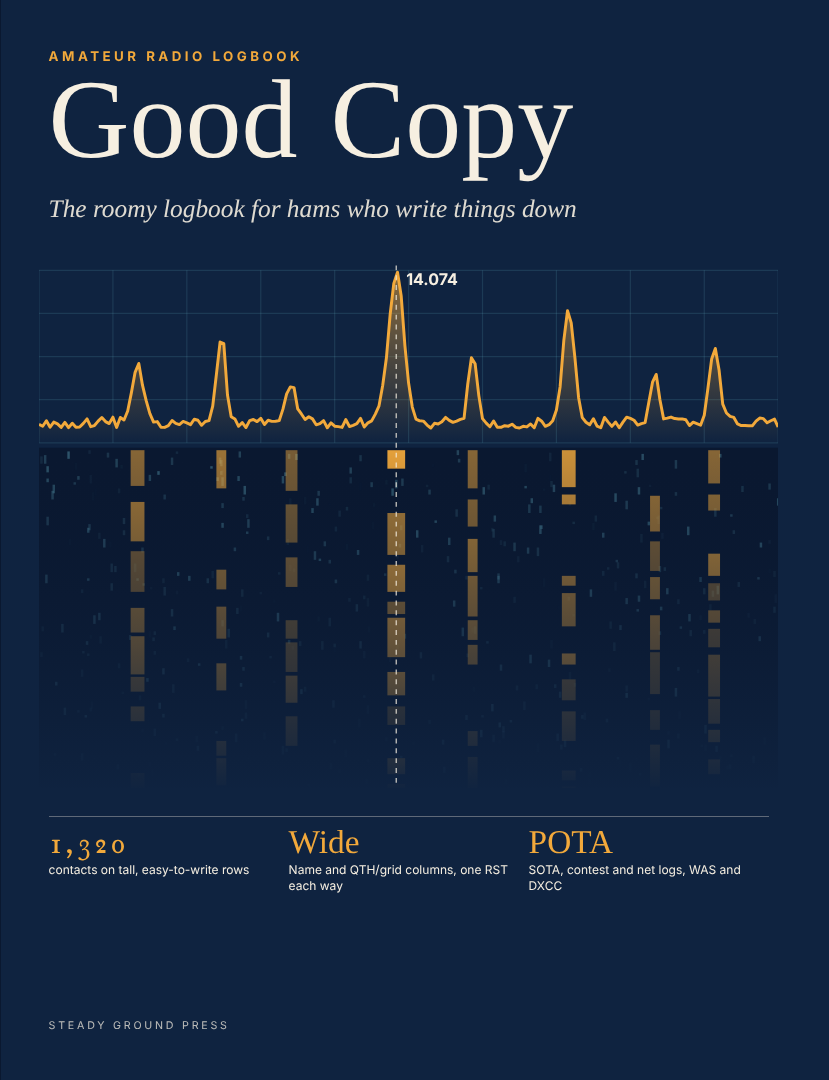 AMATEUR RADIO LOGBOOK
Good Copy
The roomy logbook for hams who write things down
14.074
1,320
contacts on tall, easy-to-write rows
Wide
Name and QTH/grid columns, one RST
each way
POTA
SOTA, contest and net logs, WAS and
DXCC
STEADY GROUND PRESS